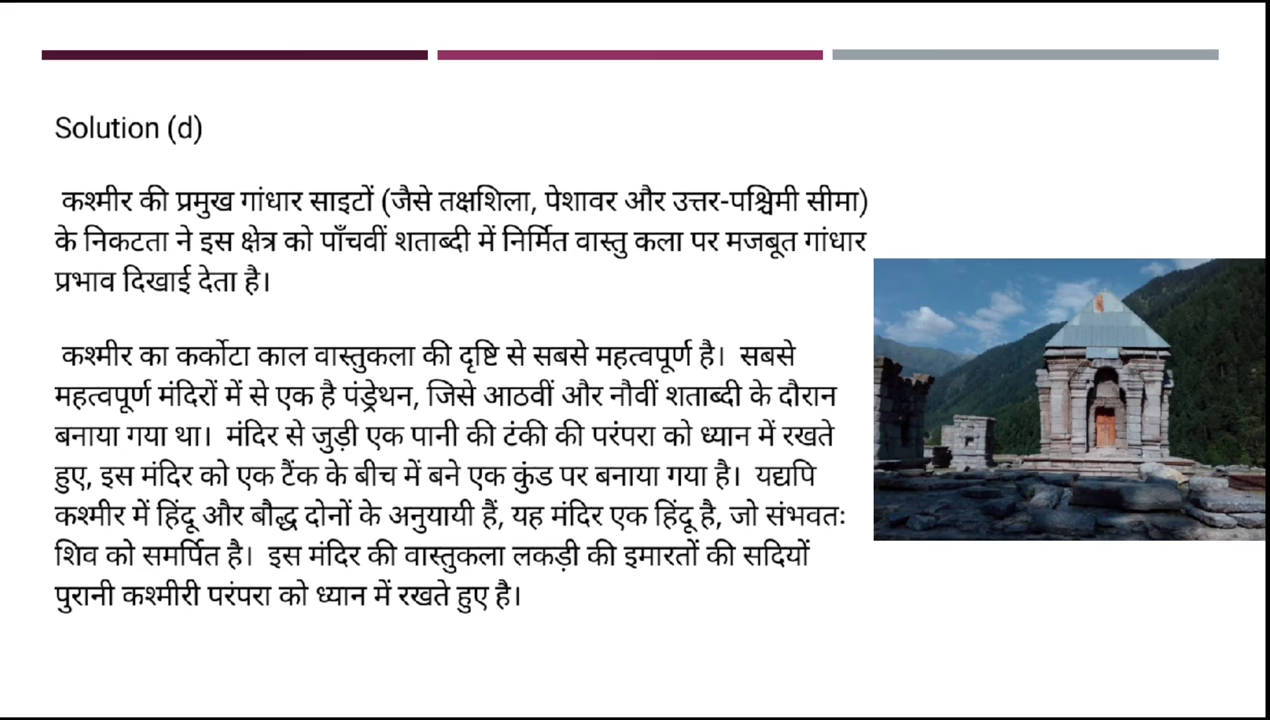 Solution (d)
कश्मीर की प्रमुख गांधार साइटों (जैसे तक्षशिला, पेशावर और उत्तर-पश्चिमी सीमा)
के निकटता ने इस क्षेत्र को पाँचवीं शताब्दी में निर्मित वास्तु कला पर मजबूत गांधार
प्रभाव दिखाई देता है।
कश्मीर का कर्कोटा काल वास्तुकला की दृष्टि से सबसे महत्वपूर्ण है। सबसे
महत्वपूर्ण मंदिरों में से एक है पंड्रेथन, जिसे आठवीं और नौवीं शताब्दी के दौरान
बनाया गया था। मंदिर से जुड़ी एक पानी की टंकी की परंपरा को ध्यान में रखते
हुए, इस मंदिर को एक टैंक के बीच में बने एक कुंड पर बनाया गया है। यद्यपि
कश्मीर में हिंदू और बौद्ध दोनों के अनुयायी हैं, यह मंदिर एक हिंदू है, जो संभवतः
शिव को समर्पित है। इस मंदिर की वास्तुकला लकड़ी की इमारतों की सदियों
पुरानी कश्मीरी परंपरा को ध्यान में रखते हुए है।